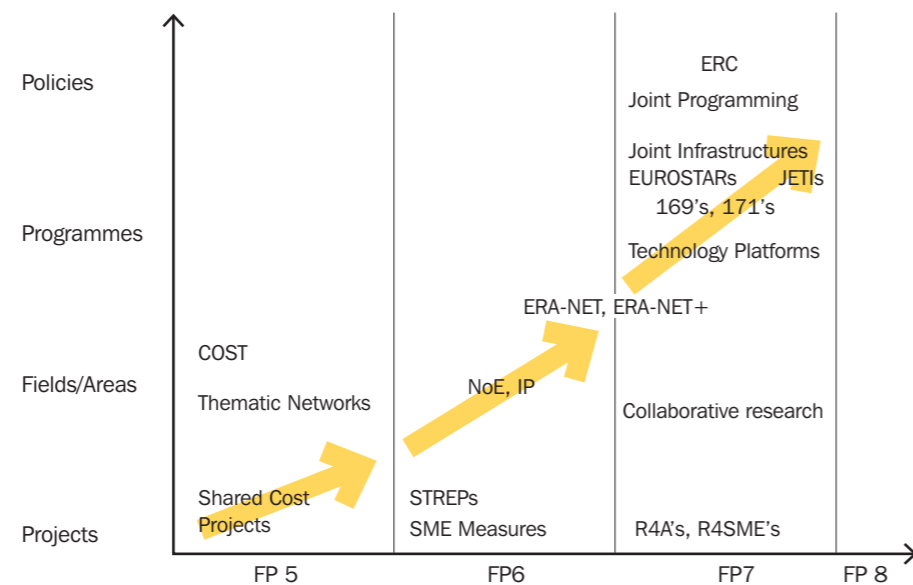 Policies
Programmes
Fields/Areas
Projects
COST
Thematic Networks
Shared Cost
Projects
NoE, IP
STREPs
SME Measures
ERA-NET, ERA-NET+
ERC
Joint Programming
Joint Infrastructures
EUROSTARs JETIs
169's, 171's
Technology Platforms
Collaborative research
R4A's, R4SME's
FP 5
FP6
FP7
FP 8